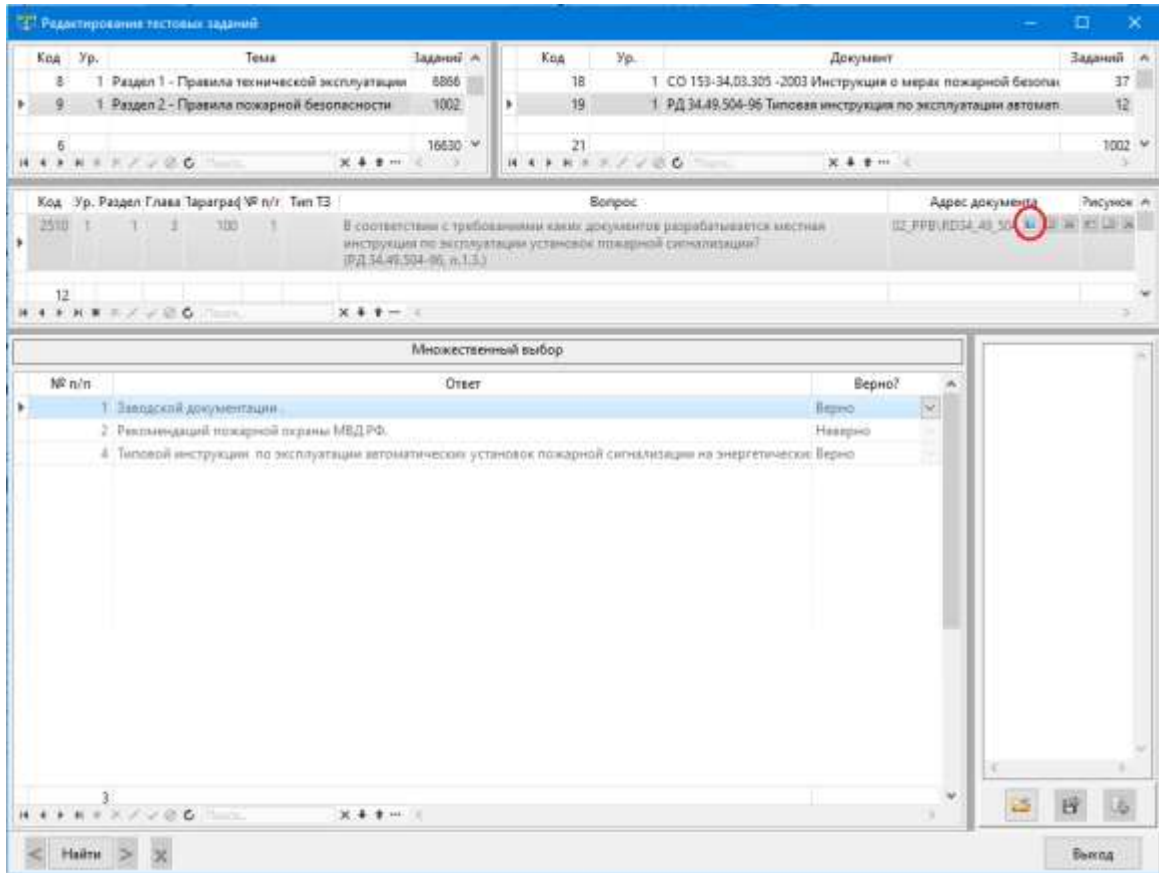 Редактирование тестовых заданий
Код Ур. Тема Заданий
8 1 Раздел 1 - Правила технической эксплуатации 6866
9 1 Раздел 2 - Правила пожарной безопасности 1002
6 16630
Код Ур. Документ Заданий
18 1 СО 153-34.03.305 -2003 Инструкция о мерах пожарной безопас 37
19 1 РД 34.49.504-96 Типовая инструкция по эксплуатации автомат 12
21 1002
Код Ур. Раздел Глава Параграф № п/г Тип ТЗ Вопрос Адрес документа Рисунок
2510 1 1 3 100 1 В соответствии с требованиями каких документов разрабатывается местная 02_PPB\RD34_49_50
инструкция по эксплуатации установок пожарной сигнализации?
(РД 34.49.504-96, п.1.3.)
12
Множественный выбор
№ п/п Ответ Верно?
1 Заводской документации. Верно
2 Рекомендаций пожарной охраны МВД РФ. Неверно
4 Типовой инструкции по эксплуатации автоматических установок пожарной сигнализации на энергетических Верно
3
< Найти >
Выход